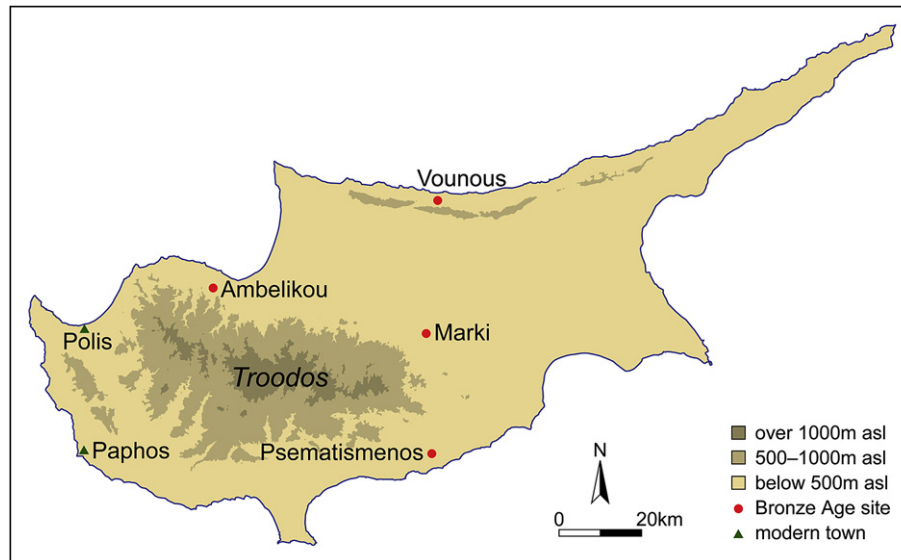 Vounous
Ambelikou
Polis
Marki
Troodos
Paphos
Psematismenos
over 1000m asl
500–1000m asl
below 500m asl
Bronze Age site
modern town
N
0 20km